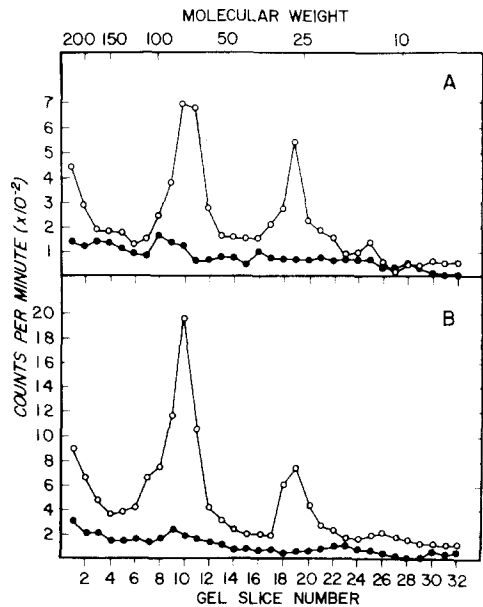 MOLECULAR WEIGHT
200 150 100 50 25 10
A
7
6
5
4
3
2
1
COUNTS PER MINUTE (x10⁻²)
B
20
18
16
14
12
10
8
6
4
2
2 4 6 8 10 12 14 16 18 20 22 24 26 28 30 32
GEL SLICE NUMBER